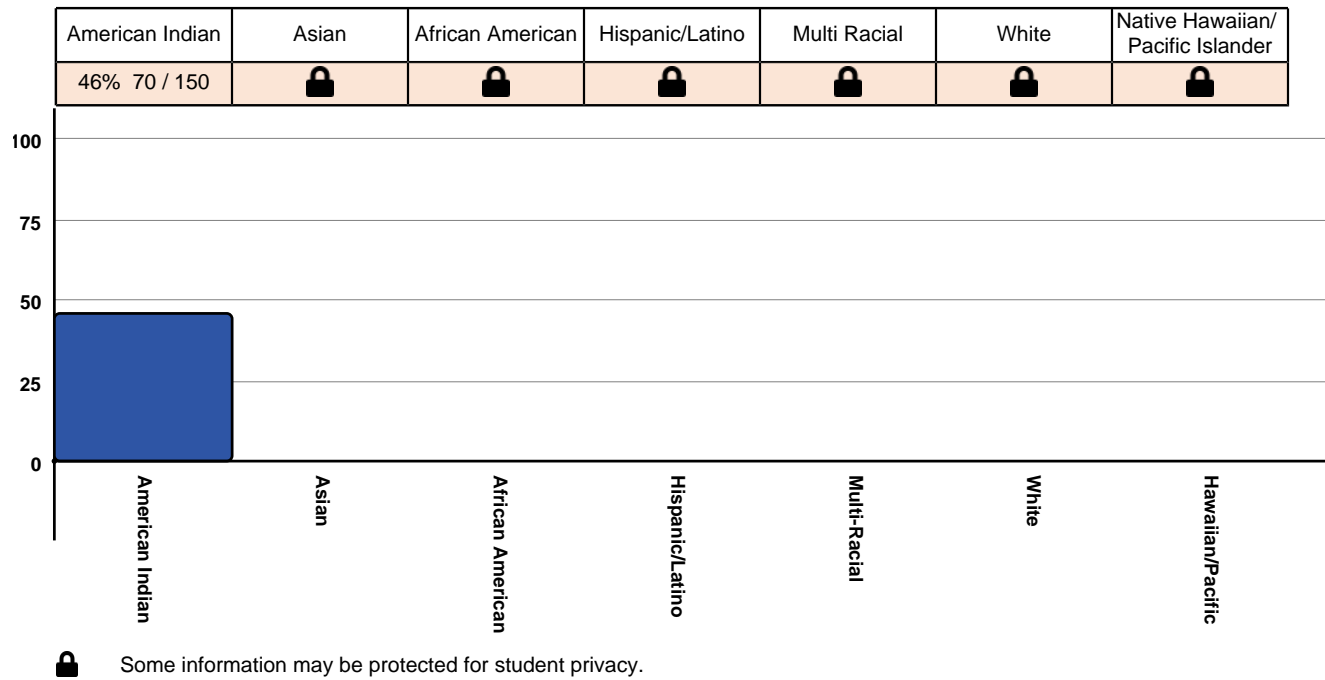 American Indian Asian African American Hispanic/Latino Multi Racial White Native Hawaiian/
Pacific Islander
46% 70 / 150
100
75
50
25
0
American Indian
Asian
African American
Hispanic/Latino
Multi-Racial
White
Hawaiian/Pacific
Some information may be protected for student privacy.